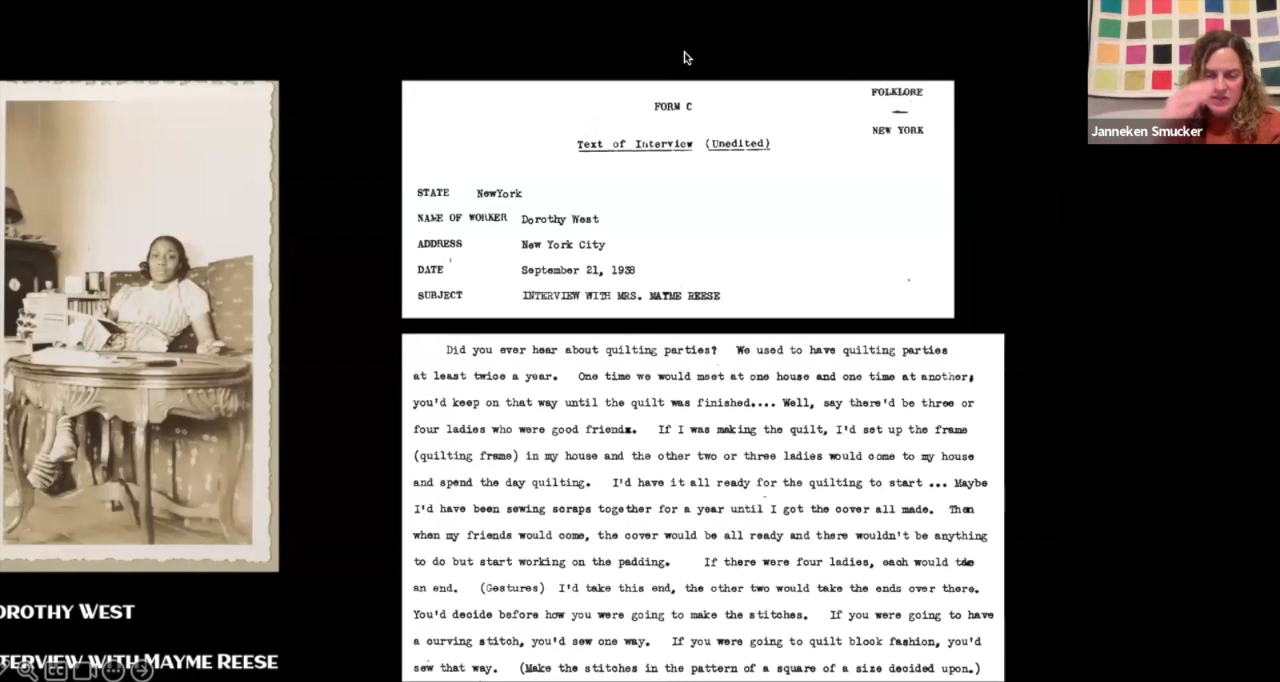 FOLKLORE
FORM C
NEW YORK
Text of Interview (Unedited)
STATE NewYork
NAME OF WORKER Dorothy West
ADDRESS New York City
DATE September 21, 1938
SUBJECT INTERVIEW WITH MRS. MAYME REESE
Did you ever hear about quilting parties? We used to have quilting parties
at least twice a year. One time we would meet at one house and one time at another;
you'd keep on that way until the quilt was finished.... Well, say there'd be three or
four ladies who were good friends. If I was making the quilt, I'd set up the frame
(quilting frame) in my house and the other two or three ladies would come to my house
and spend the day quilting. I'd have it all ready for the quilting to start ... Maybe
I'd have been sewing scraps together for a year until I got the cover all made. Then
when my friends would come, the cover would be all ready and there wouldn't be anything
to do but start working on the padding. If there were four ladies, each would take
an end. (Gestures) I'd take this end, the other two would take the ends over there.
You'd decide before how you were going to make the stitches. If you were going to have
a curving stitch, you'd sew one way. If you were going to quilt block fashion, you'd
sew that way. (Make the stitches in the pattern of a square of a size decided upon.)
OROTHY WEST
TERVIEW WITH MAYME REESE
CC
Janneken Smucker